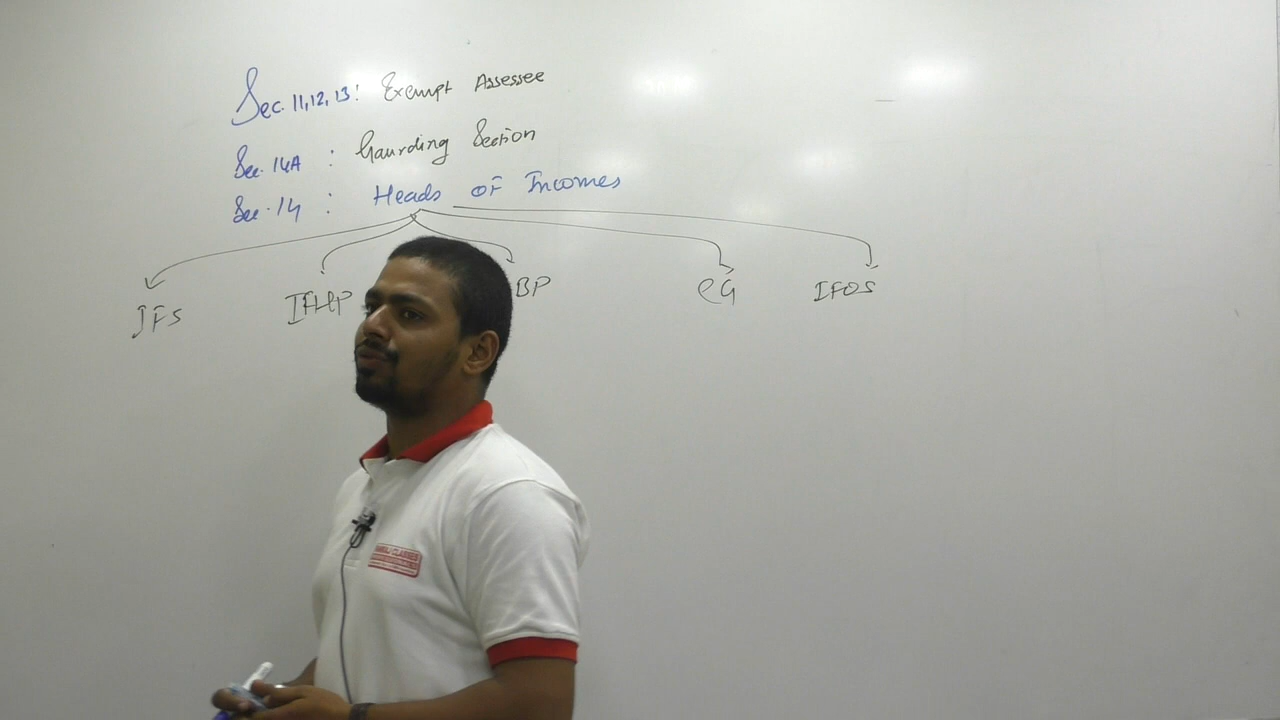 Sec. 11, 12, 13: Exempt Assessee
Sec. 14A : Gaurding Section
Sec. 14 : Heads of Incomes
IFS IFHP BP CG IFOS
CLASSES